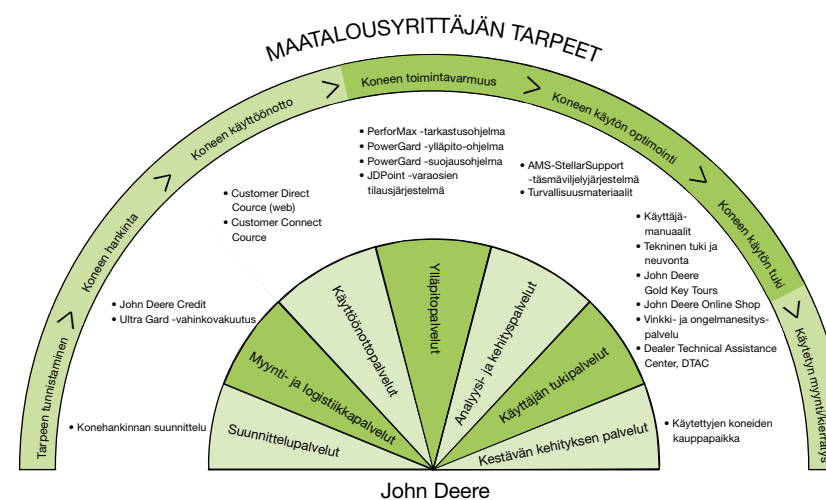 MAATALOUSYRITTÄJÄN TARPEET
Tarpeen tunnistaminen
Koneen hankinta
Koneen käyttöönotto
Koneen toimintavarmuus
Koneen käytön optimointi
Koneen käytön tuki
Käytetyn myynti/kierrätys
• Konehankinnan suunnittelu
• John Deere Credit
• Ultra Gard -vahinkovakuutus
• Customer Direct
Cource (web)
• Customer Connect
Cource
• PerforMax -tarkastusohjelma
• PowerGard -ylläpito-ohelma
• PowerGard -suojausohjelma
• JDPoint -varaosien
tilausjärjestelmä
• AMS-StellarSupport
-täsmäviljelyjärjestelmä
• Turvallisuusmateriaalit
• Käyttäjä-
manuaalit
• Tekninen tuki ja
neuvonta
• John Deere
Gold Key Tours
• John Deere Online Shop
• Vinkki- ja ongelmanesitys-
palvelu
• Dealer Technical Assistance
Center, DTAC
• Käytettyjen koneiden
kauppapaikka
Suunnittelupalvelut
Myynti- ja logistiikkapalvelut
Käyttöönottopalvelut
Ylläpitopalvelut
Analyysi- ja kehityspalvelut
Käyttäjän tukipalvelut
Kestävän kehityksen palvelut
John Deere